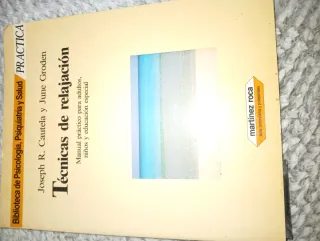 Biblioteca de Psicología, Psiquiatría y Salud
PRACTICA
Joseph R. Cautela y June Groden
Técnicas de relajación
Manual práctico para adultos,
niños y educación especial
martínez roca